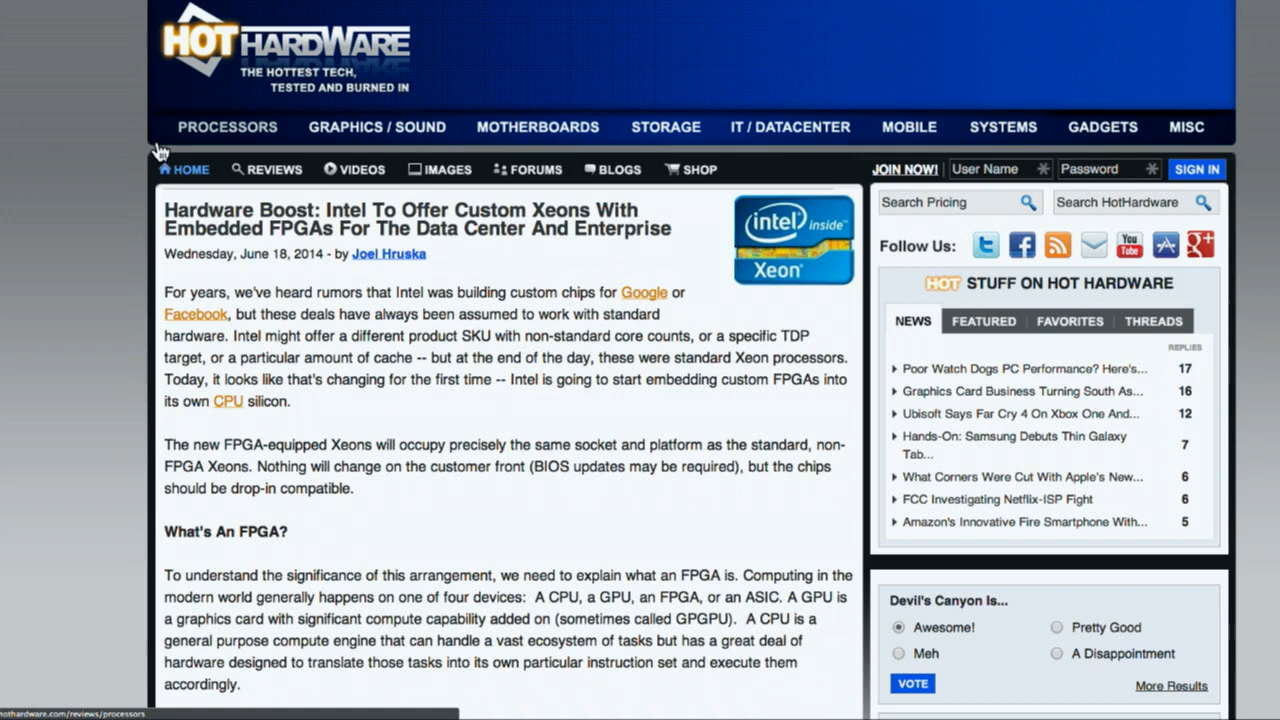 HOT HARDWARE
THE HOTTEST TECH,
TESTED AND BURNED IN
PROCESSORS GRAPHICS / SOUND MOTHERBOARDS STORAGE IT / DATACENTER MOBILE SYSTEMS GADGETS MISC
HOME REVIEWS VIDEOS IMAGES FORUMS BLOGS SHOP JOIN NOW! User Name Password SIGN IN
Hardware Boost: Intel To Offer Custom Xeons With
Embedded FPGAs For The Data Center And Enterprise
Wednesday, June 18, 2014 - by Joel Hruska
intel inside™
Xeon®
For years, we've heard rumors that Intel was building custom chips for Google or
Facebook, but these deals have always been assumed to work with standard
hardware. Intel might offer a different product SKU with non-standard core counts, or a specific TDP
target, or a particular amount of cache -- but at the end of the day, these were standard Xeon processors.
Today, it looks like that's changing for the first time -- Intel is going to start embedding custom FPGAs into
its own CPU silicon.
The new FPGA-equipped Xeons will occupy precisely the same socket and platform as the standard, non-
FPGA Xeons. Nothing will change on the customer front (BIOS updates may be required), but the chips
should be drop-in compatible.
What's An FPGA?
To understand the significance of this arrangement, we need to explain what an FPGA is. Computing in the
modern world generally happens on one of four devices: A CPU, a GPU, an FPGA, or an ASIC. A GPU is
a graphics card with significant compute capability added on (sometimes called GPGPU). A CPU is a
general purpose compute engine that can handle a vast ecosystem of tasks but has a great deal of
hardware designed to translate those tasks into its own particular instruction set and execute them
accordingly.
Search Pricing Search HotHardware
Follow Us: You Tube
HOT STUFF ON HOT HARDWARE
NEWS FEATURED FAVORITES THREADS
REPLIES
Poor Watch Dogs PC Performance? Here's... 17
Graphics Card Business Turning South As... 16
Ubisoft Says Far Cry 4 On Xbox One And... 12
Hands-On: Samsung Debuts Thin Galaxy
Tab... 7
What Corners Were Cut With Apple's New... 6
FCC Investigating Netflix-ISP Fight 6
Amazon's Innovative Fire Smartphone With... 5
Devil's Canyon Is...
Awesome! Pretty Good
Meh A Disappointment
VOTE More Results
hothardware.com/reviews/processors